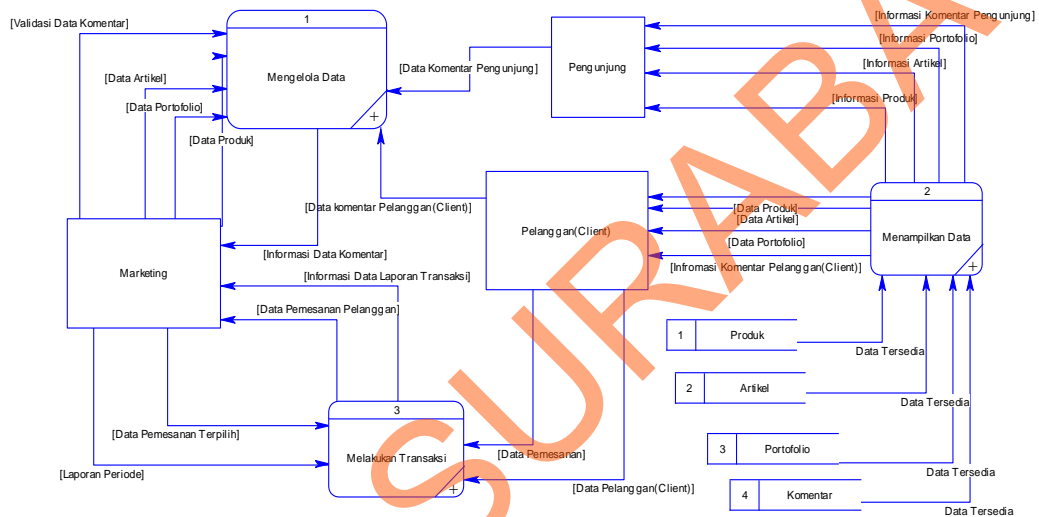 [Validasi Data Komentar]
1
Mengelola Data
+
[Data Artikel]
[Data Portofolio]
[Data Produk]
[Data Komentar Pengunjung]
Pengunjung
[Informasi Komentar Pengunjung]
[Informasi Portofolio]
[Informasi Artikel]
[Informasi Produk]
[Data komentar Pelanggan(Client)]
Pelanggan(Client)
[Data Produk]
[Data Artikel]
[Data Portofolio]
[Infromasi Komentar Pelanggan(Client)]
2
Menampilkan Data
+
Marketing
[Informasi Data Komentar]
[Informasi Data Laporan Transaksi]
[Data Pemesanan Pelanggan]
1 Produk
Data Tersedia
2 Artikel
Data Tersedia
3 Portofolio
Data Tersedia
4 Komentar
Data Tersedia
3
Melakukan Transaksi
+
[Data Pemesanan Terpilih]
[Laporan Periode]
[Data Pemesanan]
[Data Pelanggan(Client)]
SURABA